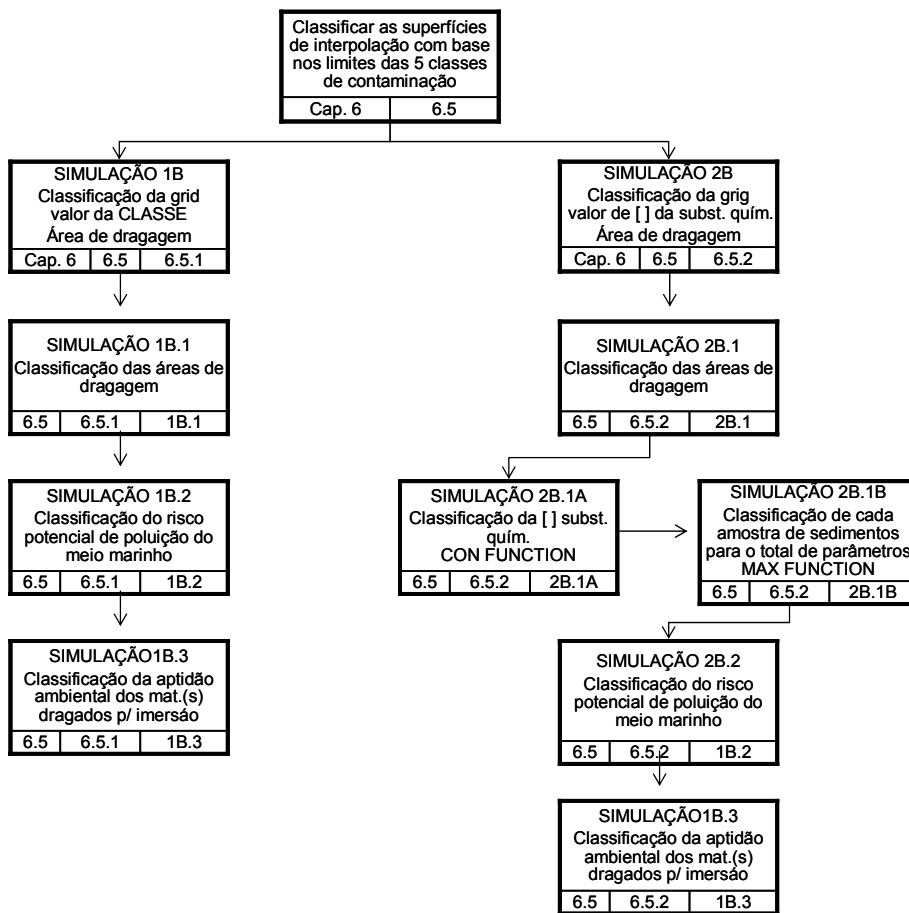 Classificar as superfícies
de interpolação com base
nos limites das 5 classes
de contaminação
Cap. 6 6.5
SIMULAÇÃO 1B
Classificação da grid
valor da CLASSE
Área de dragagem
Cap. 6 6.5 6.5.1
SIMULAÇÃO 2B
Classificação da grig
valor de [ ] da subst. quím.
Área de dragagem
Cap. 6 6.5 6.5.2
SIMULAÇÃO 1B.1
Classificação das áreas de
dragagem
6.5 6.5.1 1B.1
SIMULAÇÃO 2B.1
Classificação das áreas de
dragagem
6.5 6.5.2 2B.1
SIMULAÇÃO 1B.2
Classificação do risco
potencial de poluição do
meio marinho
6.5 6.5.1 1B.2
SIMULAÇÃO 2B.1A
Classificação da [ ] subst.
quím.
CON FUNCTION
6.5 6.5.2 2B.1A
SIMULAÇÃO 2B.1B
Classificação de cada
amostra de sedimentos
para o total de parâmetros
MAX FUNCTION
6.5 6.5.2 2B.1B
SIMULAÇÃO1B.3
Classificação da aptidão
ambiental dos mat.(s)
dragados p/ imersáo
6.5 6.5.1 1B.3
SIMULAÇÃO 2B.2
Classificação do risco
potencial de poluição do
meio marinho
6.5 6.5.2 1B.2
SIMULAÇÃO1B.3
Classificação da aptidão
ambiental dos mat.(s)
dragados p/ imersáo
6.5 6.5.2 1B.3